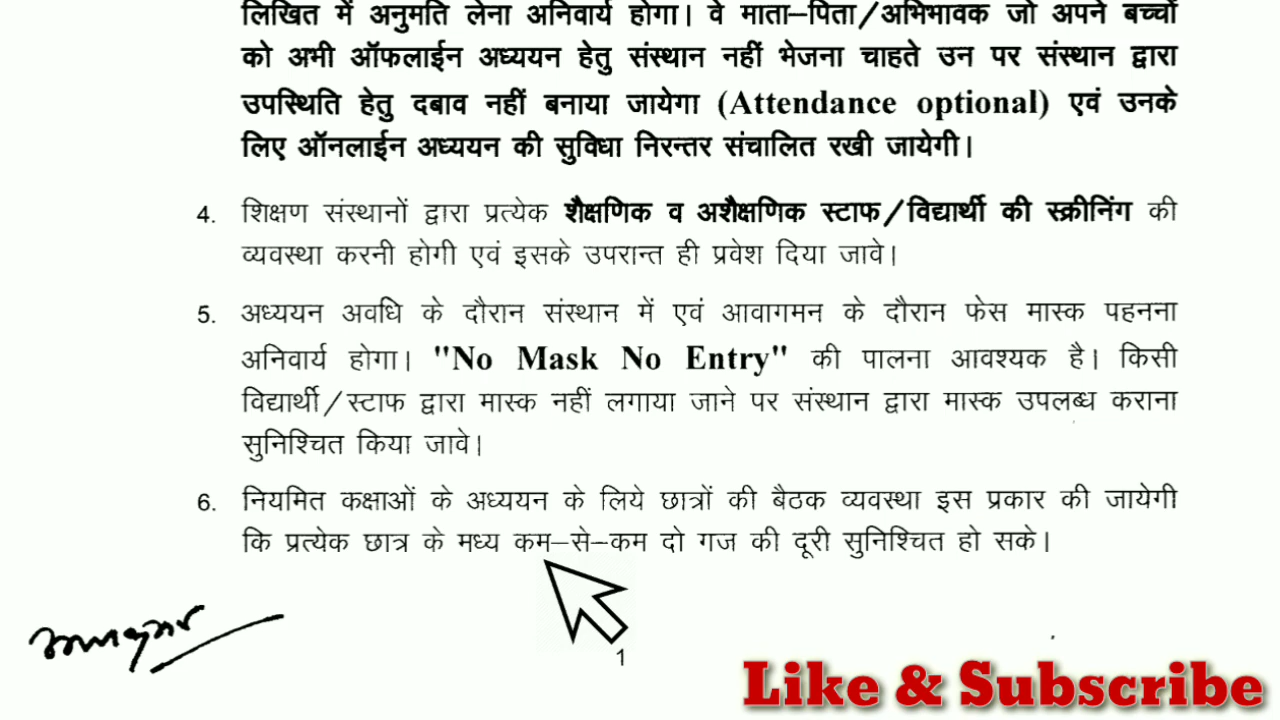 लिखित में अनुमति लेना अनिवार्य होगा। वे माता–पिता/अभिभावक जो अपने बच्चों
को अभी ऑफलाईन अध्ययन हेतु संस्थान नहीं भेजना चाहते उन पर संस्थान द्वारा
उपस्थिति हेतु दबाव नहीं बनाया जायेगा (Attendance optional) एवं उनके
लिए ऑनलाईन अध्ययन की सुविधा निरन्तर संचालित रखी जायेगी।
4. शिक्षण संस्थानों द्वारा प्रत्येक शैक्षणिक व अशैक्षणिक स्टाफ/विद्यार्थी की स्क्रीनिंग की
व्यवस्था करनी होगी एवं इसके उपरान्त ही प्रवेश दिया जावे।
5. अध्ययन अवधि के दौरान संस्थान में एवं आवागमन के दौरान फेस मास्क पहनना
अनिवार्य होगा। "No Mask No Entry" की पालना आवश्यक है। किसी
विद्यार्थी/स्टाफ द्वारा मास्क नहीं लगाया जाने पर संस्थान द्वारा मास्क उपलब्ध कराना
सुनिश्चित किया जावे।
6. नियमित कक्षाओं के अध्ययन के लिये छात्रों की बैठक व्यवस्था इस प्रकार की जायेगी
कि प्रत्येक छात्र के मध्य कम–से–कम दो गज की दूरी सुनिश्चित हो सके।
1
Like & Subscribe